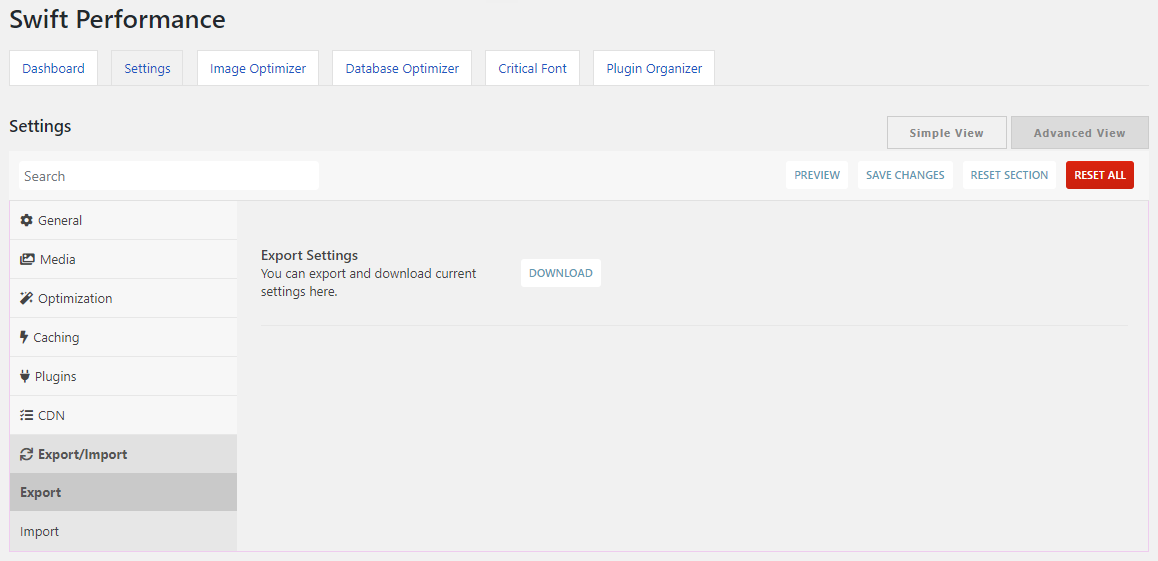 Swift Performance
Dashboard Settings Image Optimizer Database Optimizer Critical Font Plugin Organizer
Settings
Simple View Advanced View
Search
PREVIEW SAVE CHANGES RESET SECTION RESET ALL
General
Media
Optimization
Caching
Plugins
CDN
Export/Import
Export
Import
Export Settings
You can export and download current
settings here.
DOWNLOAD